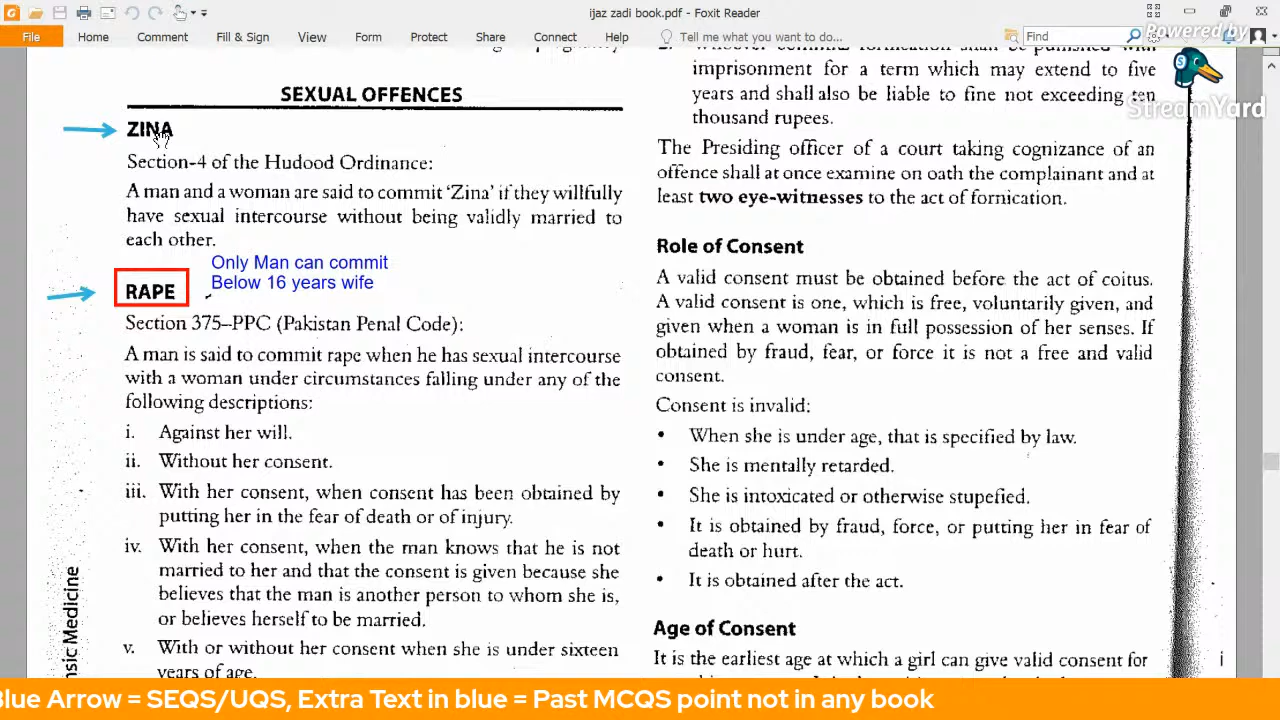 ijaz zadi book.pdf - Foxit Reader
File Home Comment Fill & Sign View Form Protect Share Connect Help Tell me what you want to do... Find
Powered by
StreamYard
SEXUAL OFFENCES
ZINA
Section-4 of the Hudood Ordinance:
A man and a woman are said to commit ‘Zina’ if they willfully
have sexual intercourse without being validly married to
each other.
Only Man can commit
Below 16 years wife
RAPE
Section 375–PPC (Pakistan Penal Code):
A man is said to commit rape when he has sexual intercourse
with a woman under circumstances falling under any of the
following descriptions:
i. Against her will.
ii. Without her consent.
iii. With her consent, when consent has been obtained by
putting her in the fear of death or of injury.
iv. With her consent, when the man knows that he is not
married to her and that the consent is given because she
believes that the man is another person to whom she is,
or believes herself to be married.
v. With or without her consent when she is under sixteen
years of age.
sic Medicine
imprisonment for a term which may extend to five
years and shall also be liable to fine not exceeding ten
thousand rupees.
The Presiding officer of a court taking cognizance of an
offence shall at once examine on oath the complainant and at
least two eye-witnesses to the act of fornication.
Role of Consent
A valid consent must be obtained before the act of coitus.
A valid consent is one, which is free, voluntarily given, and
given when a woman is in full possession of her senses. If
obtained by fraud, fear, or force it is not a free and valid
consent.
Consent is invalid:
• When she is under age, that is specified by law.
• She is mentally retarded.
• She is intoxicated or otherwise stupefied.
• It is obtained by fraud, force, or putting her in fear of
death or hurt.
• It is obtained after the act.
Age of Consent
It is the earliest age at which a girl can give valid consent for
Blue Arrow = SEQS/UQS, Extra Text in blue = Past MCQS point not in any book